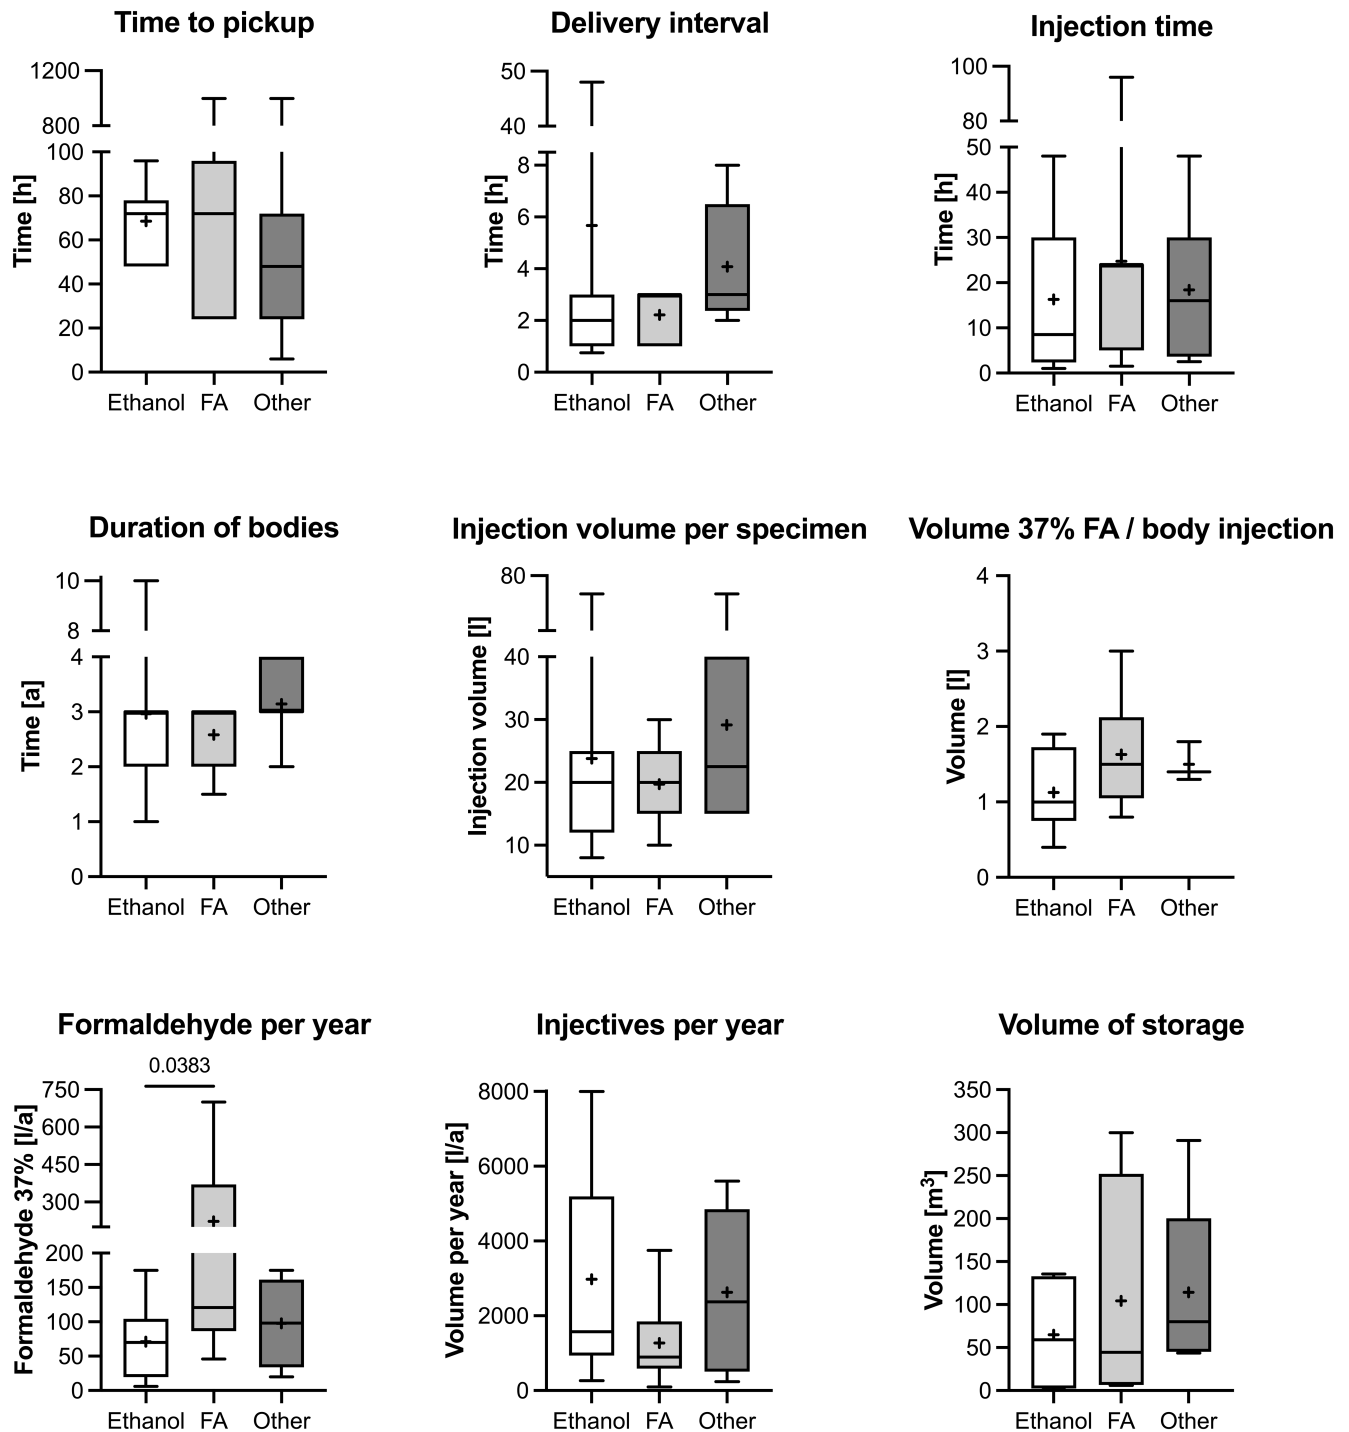 Time to pickup
Time [h]
1200
800
100
80
60
40
20
0
Ethanol FA Other
Delivery interval
Time [h]
50
40
8
6
4
2
0
Ethanol FA Other
Injection time
Time [h]
100
80
50
40
30
20
10
0
Ethanol FA Other
Duration of bodies
Time [a]
10
8
4
3
2
1
0
Ethanol FA Other
Injection volume per specimen
Injection volume [l]
80
40
30
20
10
Ethanol FA Other
Volume 37% FA / body injection
Volume [l]
4
3
2
1
0
Ethanol FA Other
Formaldehyde per year
0.0383
Formaldehyde 37% [l/a]
750
600
450
300
200
150
100
50
0
Ethanol FA Other
Injectives per year
Volume per year [l/a]
8000
6000
4000
2000
0
Ethanol FA Other
Volume of storage
Volume [m³]
350
300
250
200
150
100
50
0
Ethanol FA Other